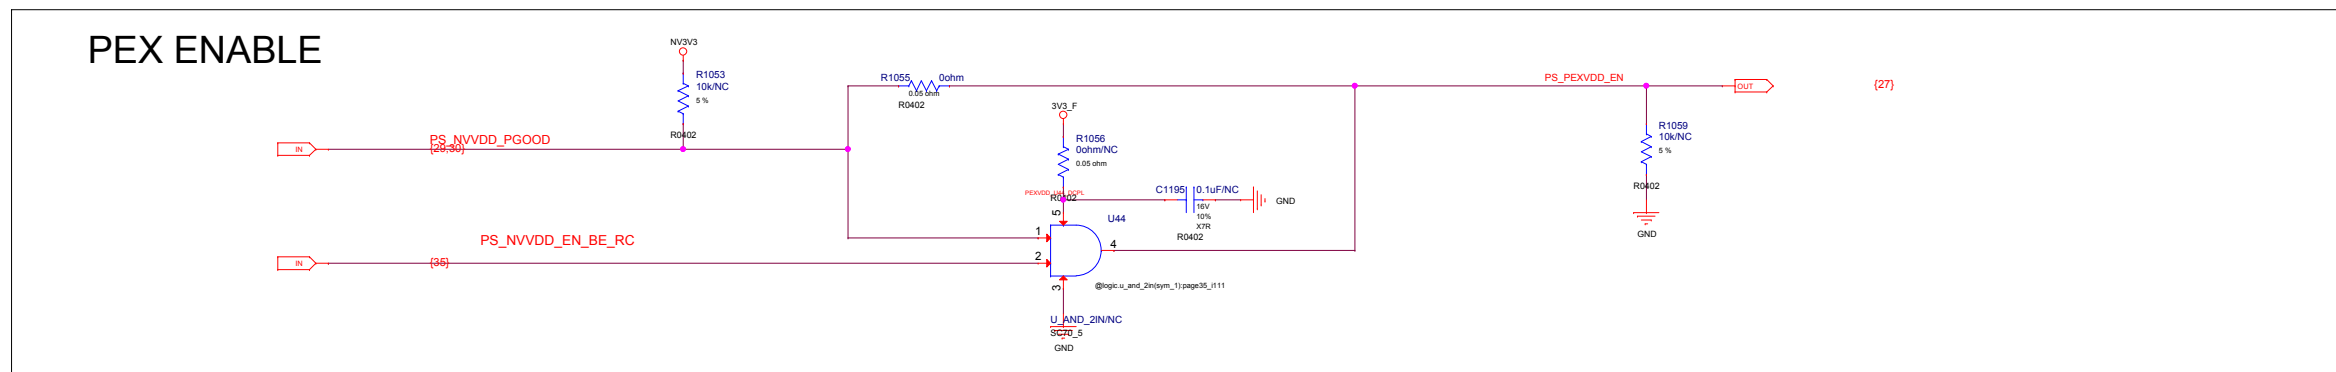 PEX ENABLE
NV3V3
R1053
10k/NC
5 %
R0402
IN
PS_NVVDD_PGOOD
{29,30}
R1055
0ohm
0.05 ohm
R0402
PS_PEXVDD_EN
OUT
{27}
3V3_F
R1056
0ohm/NC
0.05 ohm
R0402
C1195
0.1uF/NC
16V
10%
X7R
R0402
GND
R1059
10k/NC
5 %
R0402
GND
U44
5
1
2
4
3
PS_NVVDD_EN_BE_RC
IN
{35}
@logic.u_and_2in(sym_1):page35_i111
U_AND_2IN/NC
SC70_5
GND